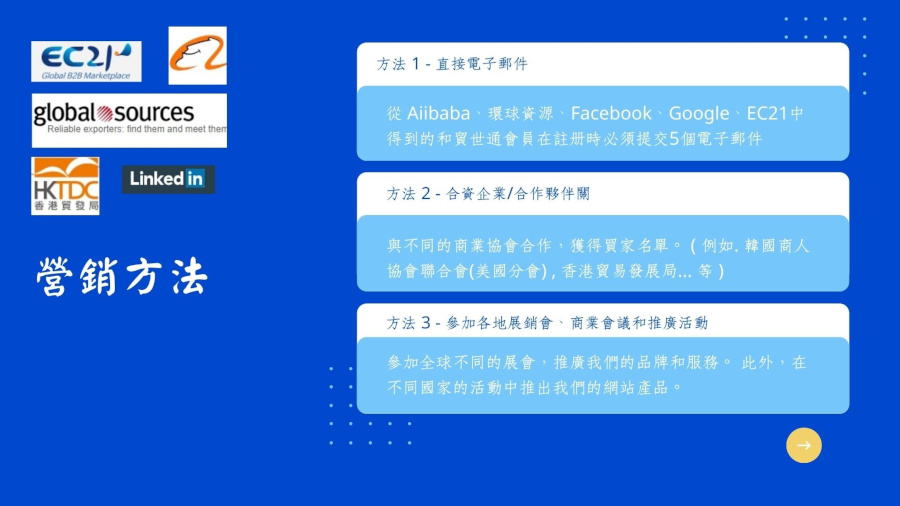 EC21
Global B2B Marketplace
global sources
Reliable exporters: find them and meet them
HKTDC
香港貿發局
Linked in
營銷方法
方法 1 - 直接電子郵件
從 Aiibaba、環球資源、Facebook、Google、EC21中
得到的和貿世通會員在註册時必須提交5個電子郵件
方法 2 - 合資企業/合作夥伴關
與不同的商業協會合作，獲得買家名單。 ( 例如. 韓國商人
協會聯合會(美國分會) , 香港貿易發展局... 等 )
方法 3 - 參加各地展銷會、商業會議和推廣活動
參加全球不同的展會，推廣我們的品牌和服務。 此外，在
不同國家的活動中推出我們的網站產品。